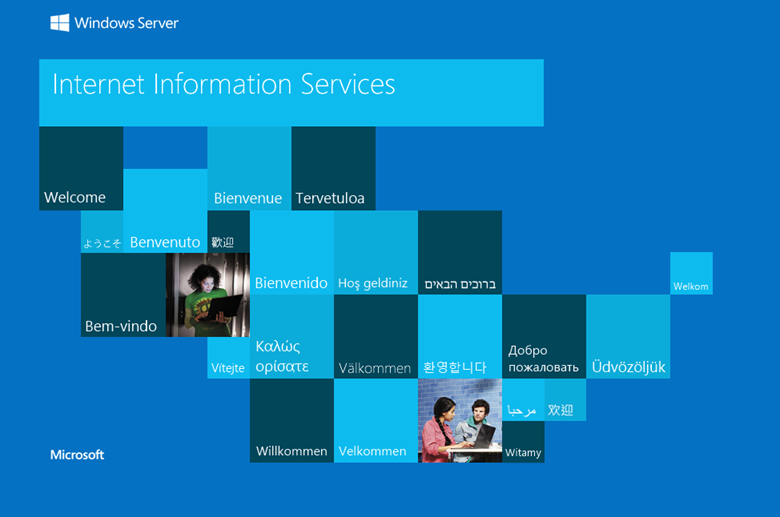 Windows Server
Internet Information Services
Welcome
Bienvenue
Tervetuloa
ようこそ
Benvenuto
歡迎
Bienvenido
Hoş geldiniz
ברוכים הבאים
Welkom
Bem-vindo
Vítejte
Καλώς
ορίσατε
Välkommen
환영합니다
Добро
пожаловать
Üdvözöljük
Willkommen
Velkommen
مرحبا
欢迎
Witamy
Microsoft